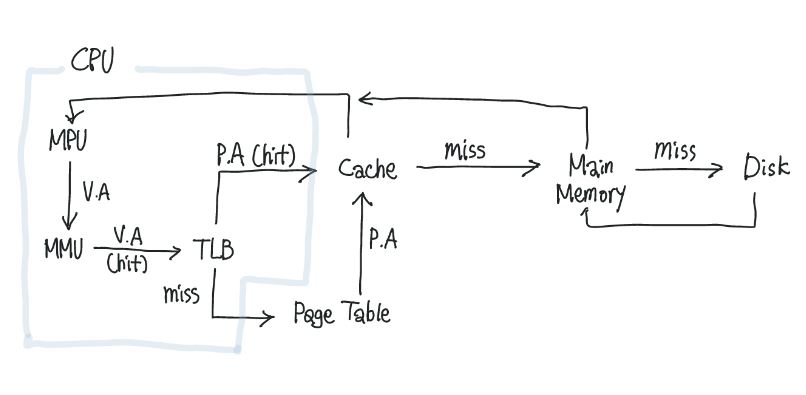 CPU
MPU
V.A
MMU
V.A
(hit)
TLB
P.A (hit)
miss
Page Table
P.A
Cache
miss
Main
Memory
miss
Disk